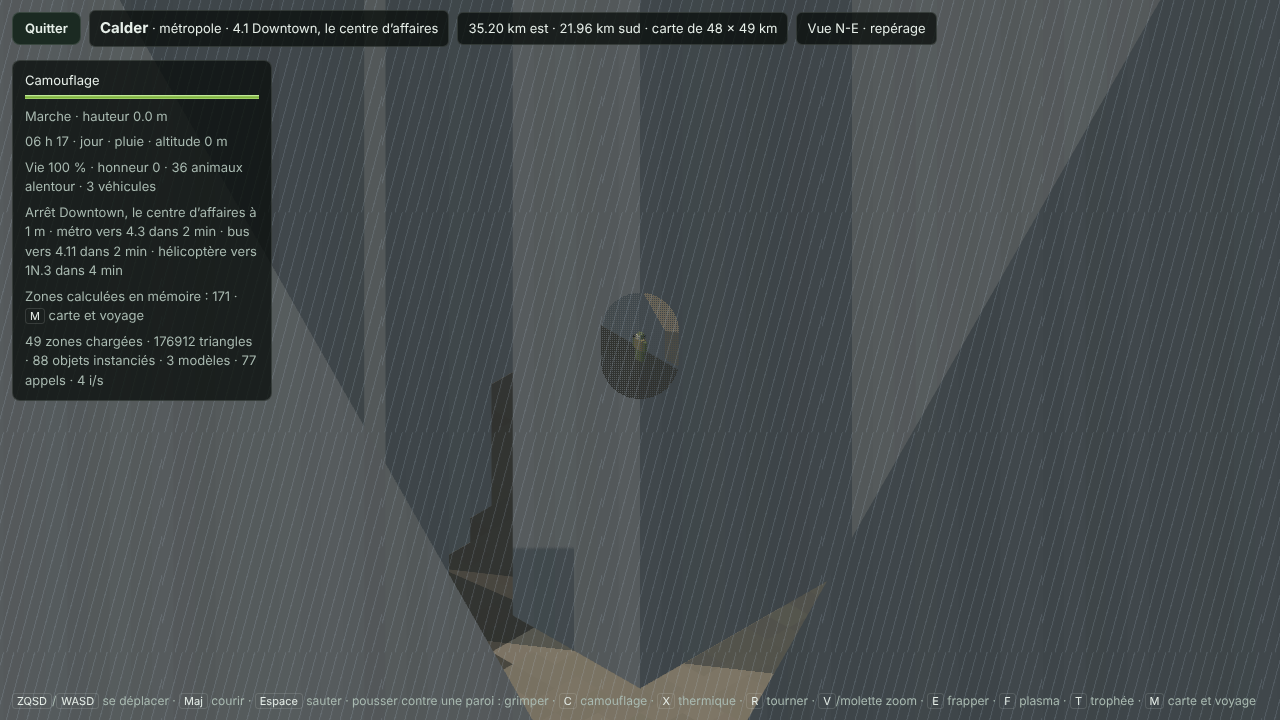 Quitter
Calder · métropole · 4.1 Downtown, le centre d’affaires
35.20 km est · 21.96 km sud · carte de 48 × 49 km
Vue N-E · repérage
Camouflage
Marche · hauteur 0.0 m
06 h 17 · jour · pluie · altitude 0 m
Vie 100 % · honneur 0 · 36 animaux
alentour · 3 véhicules
Arrêt Downtown, le centre d’affaires à
1 m · métro vers 4.3 dans 2 min · bus
vers 4.11 dans 2 min · hélicoptère vers
1N.3 dans 4 min
Zones calculées en mémoire : 171 ·
M carte et voyage
49 zones chargées · 176912 triangles
· 88 objets instanciés · 3 modèles · 77
appels · 4 i/s
ZQSD / WASD se déplacer · Maj courir · Espace sauter · pousser contre une paroi : grimper · C camouflage · X thermique · R tourner · V /molette zoom · E frapper · F plasma · T trophée · M carte et voyage